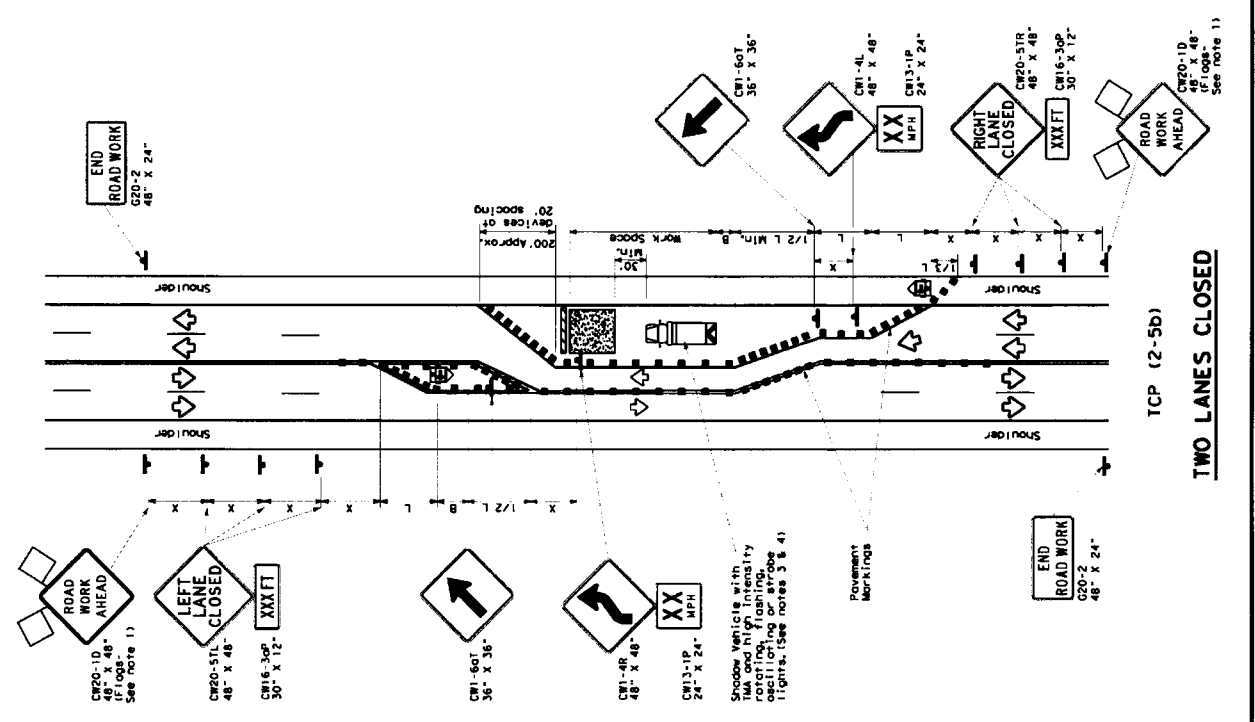 END
ROAD WORK
G20-2
48" X 24"
CW1-6aT
36" X 36"
CW1-4L
48" X 48"
XX
MPH
CW13-1P
24" X 24"
RIGHT
LANE
CLOSED
CW20-5TR
48" X 48"
XXX FT
CW16-3aP
30" X 12"
ROAD
WORK
AHEAD
CW20-1D
48" X 48"
(Flags-
See note 1)
200' Approx.
devices at
20' spacing
Work Space
30'
Min.
B
1/2 L Min.
L
X
L
1/3 L
X
X
X
X
Shoulder
Shoulder
Shoulder
Shoulder
X
X
X
X
L
B
1/2 L
X
ROAD
WORK
AHEAD
CW20-1D
48" X 48"
(Flags-
See note 1)
LEFT
LANE
CLOSED
CW20-5TL
48" X 48"
XXX FT
CW16-3aP
30" X 12"
CW1-6aT
36" X 36"
CW1-4R
48" X 48"
XX
MPH
CW13-1P
24" X 24"
Shadow Vehicle with
TMA and high intensity
rotating, flashing,
oscillating or strobe
lights. (See notes 3 & 4)
Pavement
Markings
END
ROAD WORK
G20-2
48" X 24"
TCP (2-5b)
TWO LANES CLOSED